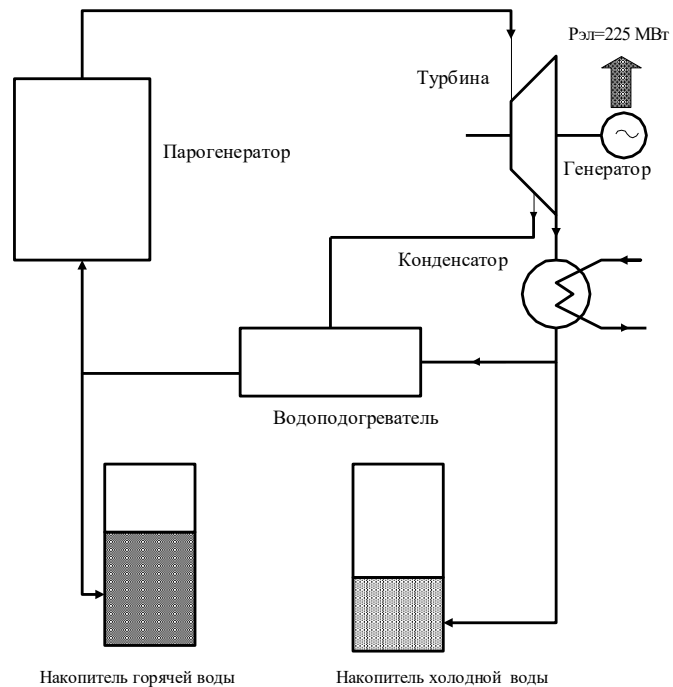 Рэл=225 МВт
Турбина
Парогенератор
Генератор
Конденсатор
Водоподогреватель
Накопитель горячей воды
Накопитель холодной воды